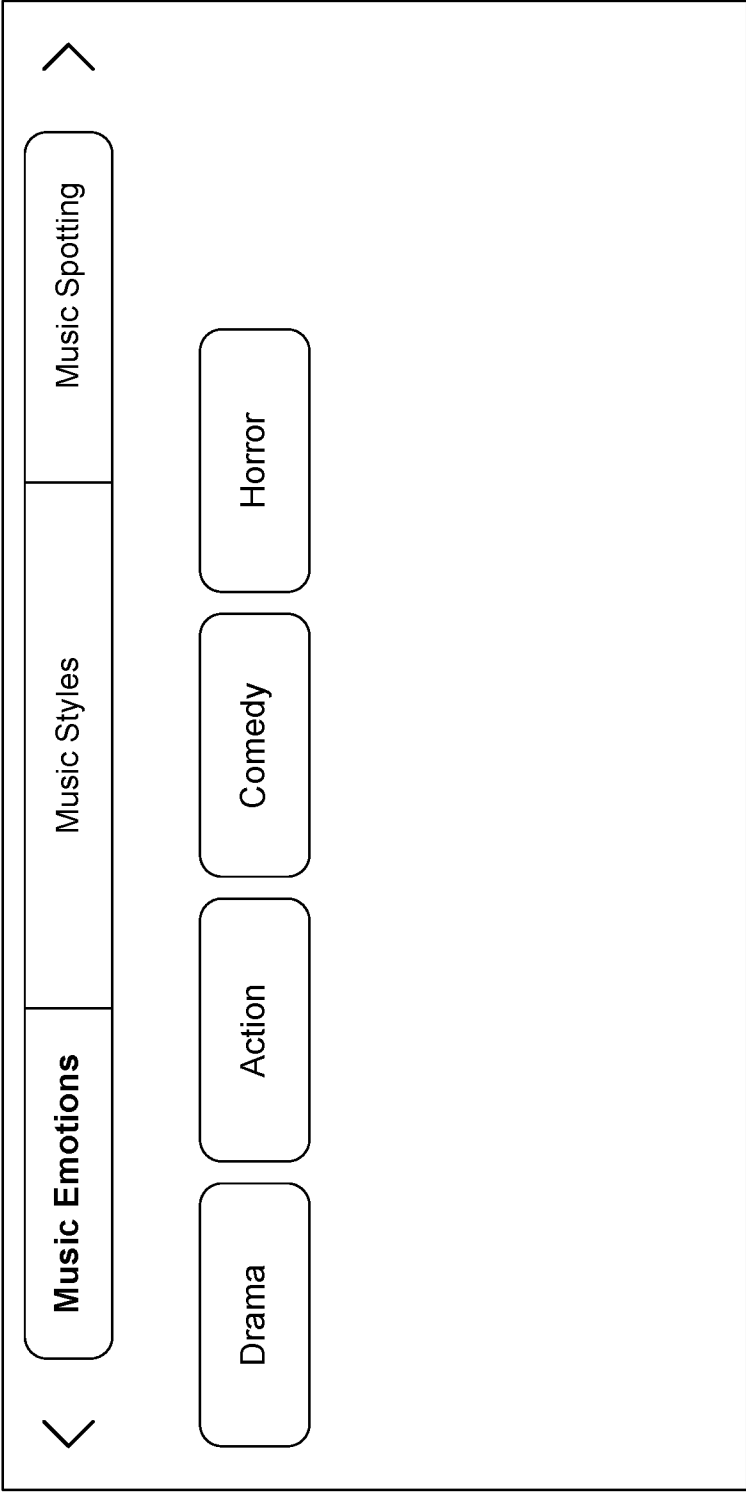 Music Emotions
Music Styles
Music Spotting
Drama
Action
Comedy
Horror